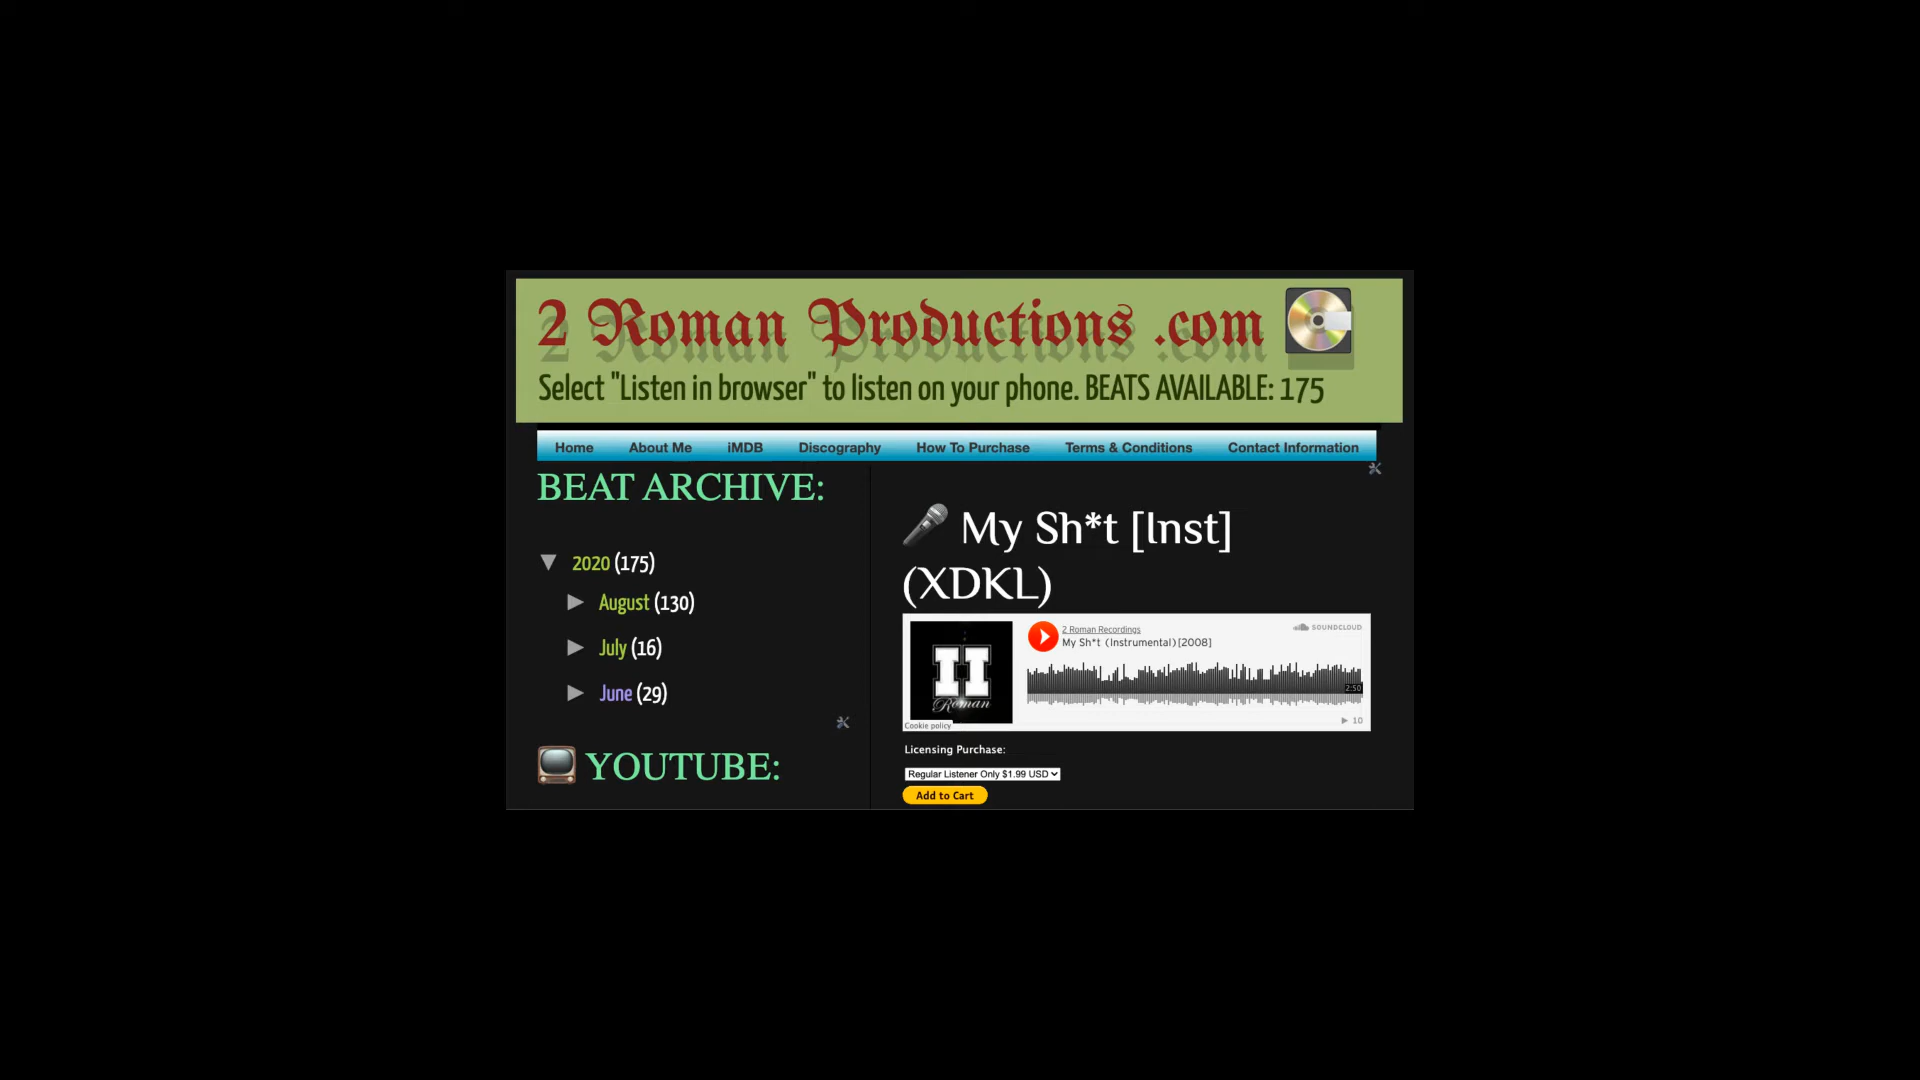 2 Roman Productions .com
Select "Listen in browser" to listen on your phone. BEATS AVAILABLE: 175
Home About Me iMDB Discography How To Purchase Terms & Conditions Contact Information
BEAT ARCHIVE:
▼ 2020 (175)
► August (130)
► July (16)
► June (29)
YOUTUBE:
My Sh*t [Inst]
(XDKL)
2 Roman Recordings
SOUNDCLOUD
My Sh*t (Instrumental)[2008]
II
Roman
2:50
Cookie policy
10
Licensing Purchase:
Regular Listener Only $1.99 USD
Add to Cart